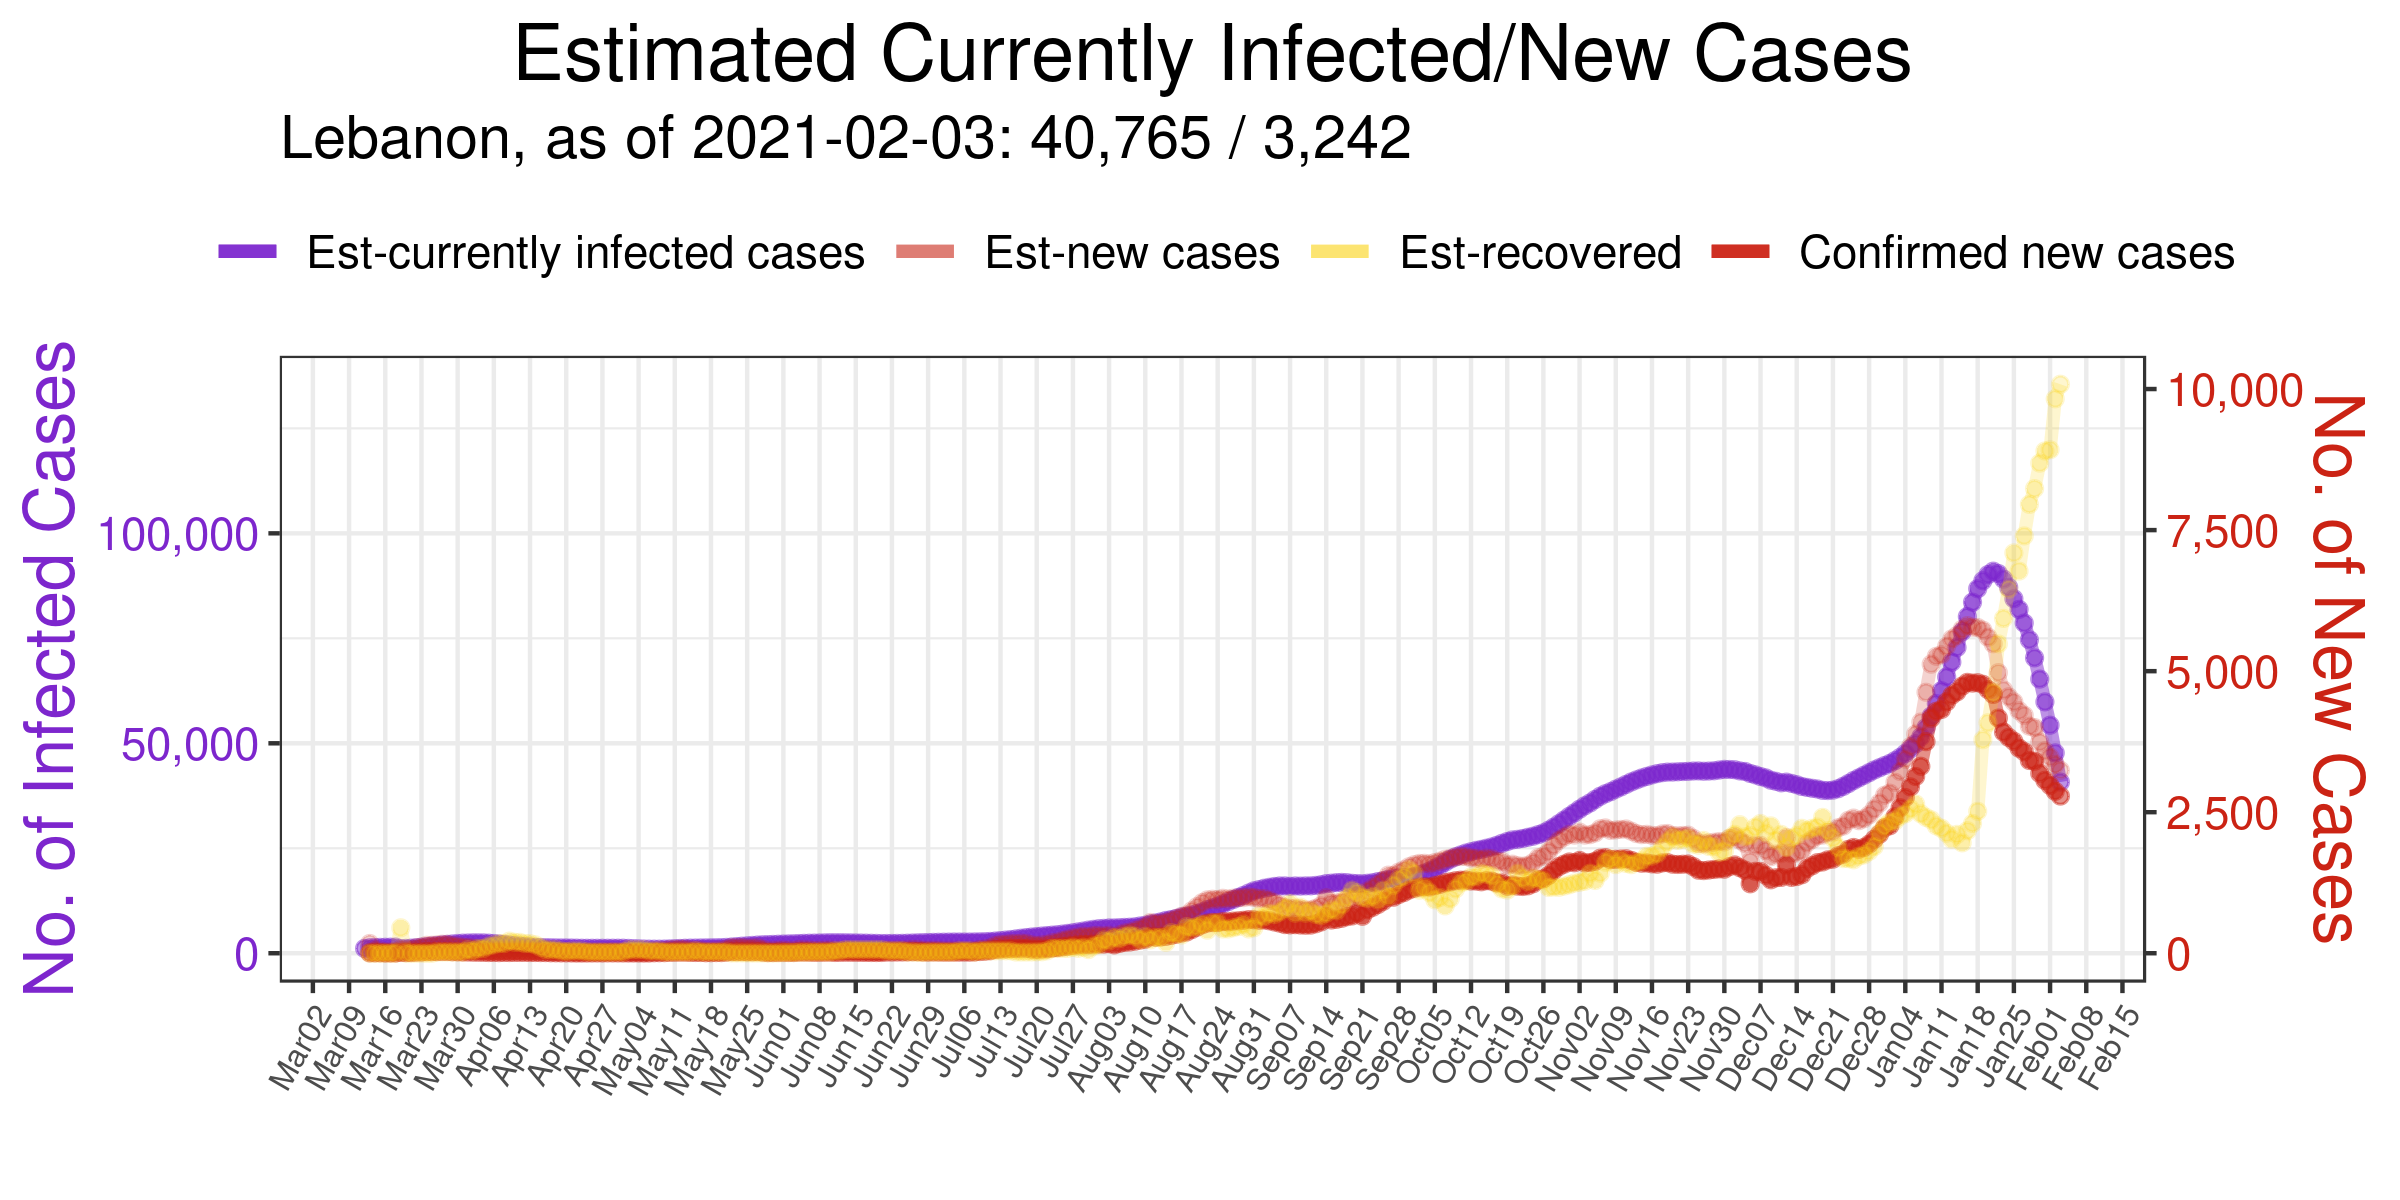 Estimated Currently Infected/New Cases
Lebanon, as of 2021-02-03: 40,765 / 3,242
Est-currently infected cases Est-new cases Est-recovered Confirmed new cases
No. of Infected Cases
100,000
50,000
0
10,000
7,500
5,000
2,500
0
No. of New Cases
Mar02 Mar09 Mar16 Mar23 Mar30 Apr06 Apr13 Apr20 Apr27 May04 May11 May18 May25 Jun01 Jun08 Jun15 Jun22 Jun29 Jul06 Jul13 Jul20 Jul27 Aug03 Aug10 Aug17 Aug24 Aug31 Sep07 Sep14 Sep21 Sep28 Oct05 Oct12 Oct19 Oct26 Nov02 Nov09 Nov16 Nov23 Nov30 Dec07 Dec14 Dec21 Dec28 Jan04 Jan11 Jan18 Jan25 Feb01 Feb08 Feb15